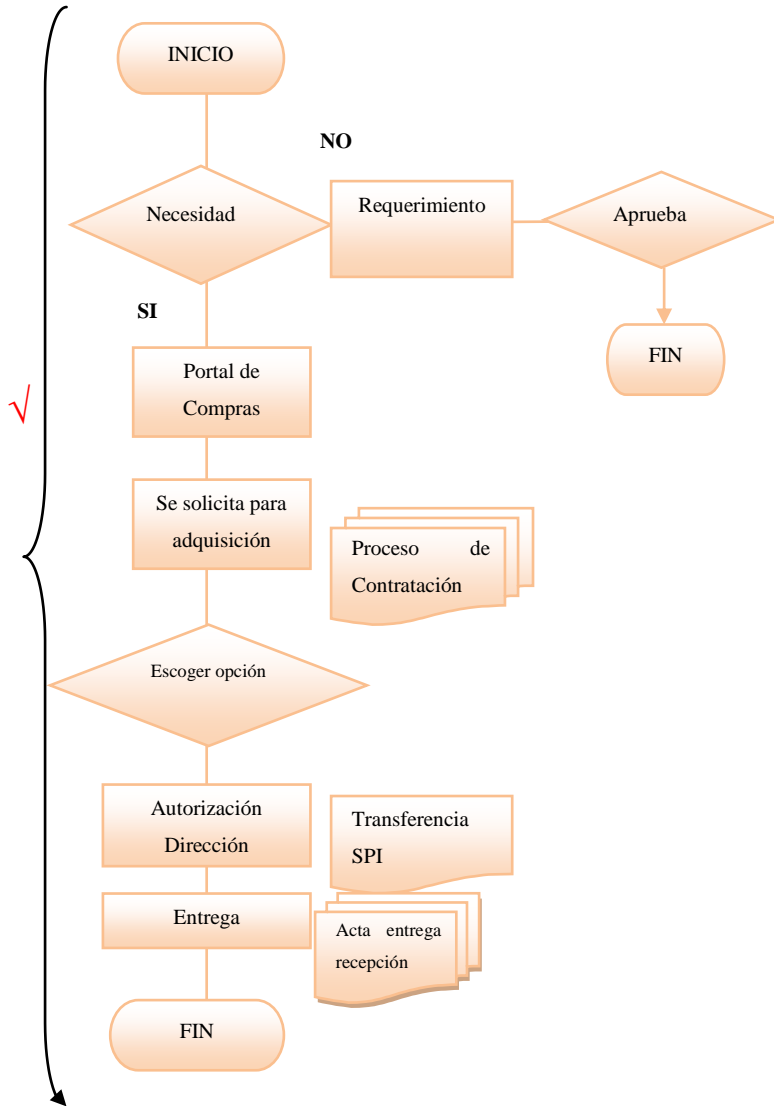 INICIO
NO
Necesidad
Requerimiento
Aprueba
SI
FIN
Portal de
Compras
√
Se solicita para
adquisición
Proceso de
Contratación
Escoger opción
Autorización
Dirección
Transferencia
SPI
Entrega
Acta entrega
recepción
FIN